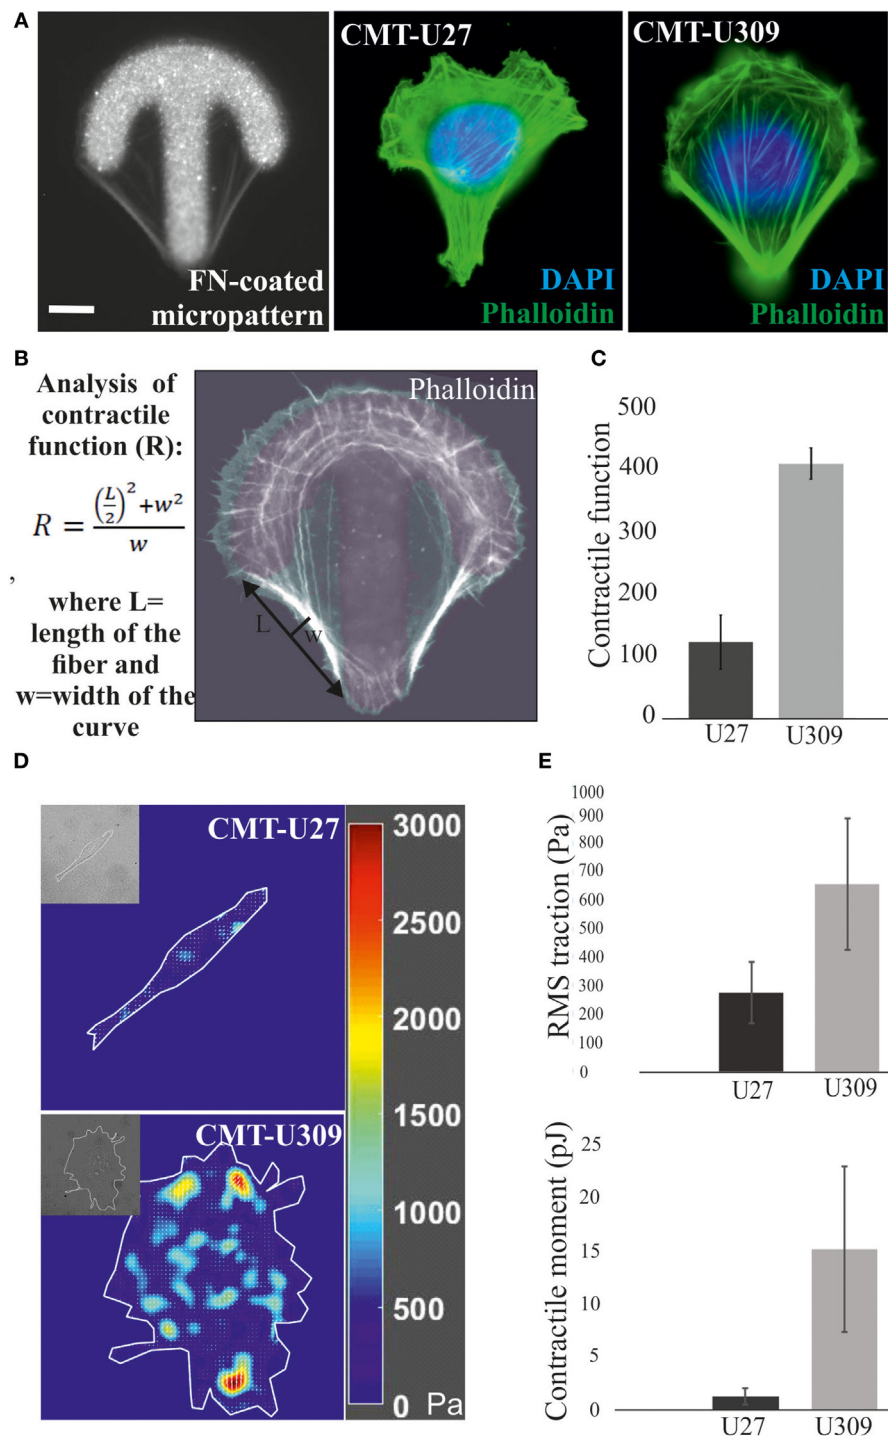 A
FN-coated
micropattern
CMT-U27
DAPI
Phalloidin
CMT-U309
DAPI
Phalloidin
B
Analysis of
contractile
function (R):
R = ((L/2)² + w²)/w
,
where L=
length of the
fiber and
w=width of the
curve
Phalloidin
L
w
C
Contractile function
500
400
300
200
100
0
U27
U309
D
CMT-U27
CMT-U309
3000
2500
2000
1500
1000
500
0 Pa
E
RMS traction (Pa)
1000
900
800
700
600
500
400
300
200
100
0
U27
U309
Contractile moment (pJ)
25
20
15
10
5
0
U27
U309